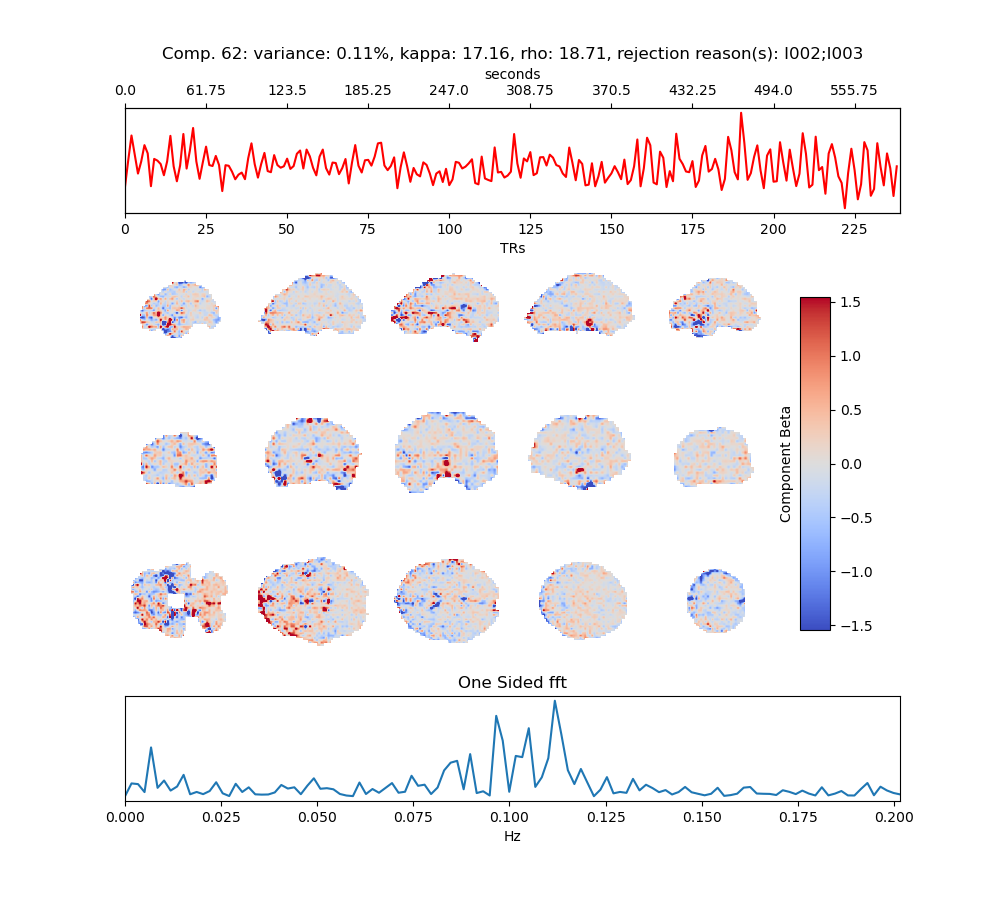 Comp. 62: variance: 0.11%, kappa: 17.16, rho: 18.71, rejection reason(s): I002;I003
seconds
0.0 61.75 123.5 185.25 247.0 308.75 370.5 432.25 494.0 555.75
0 25 50 75 100 125 150 175 200 225
TRs
1.5
1.0
0.5
0.0
−0.5
−1.0
−1.5
Component Beta
One Sided fft
0.000 0.025 0.050 0.075 0.100 0.125 0.150 0.175 0.200
Hz